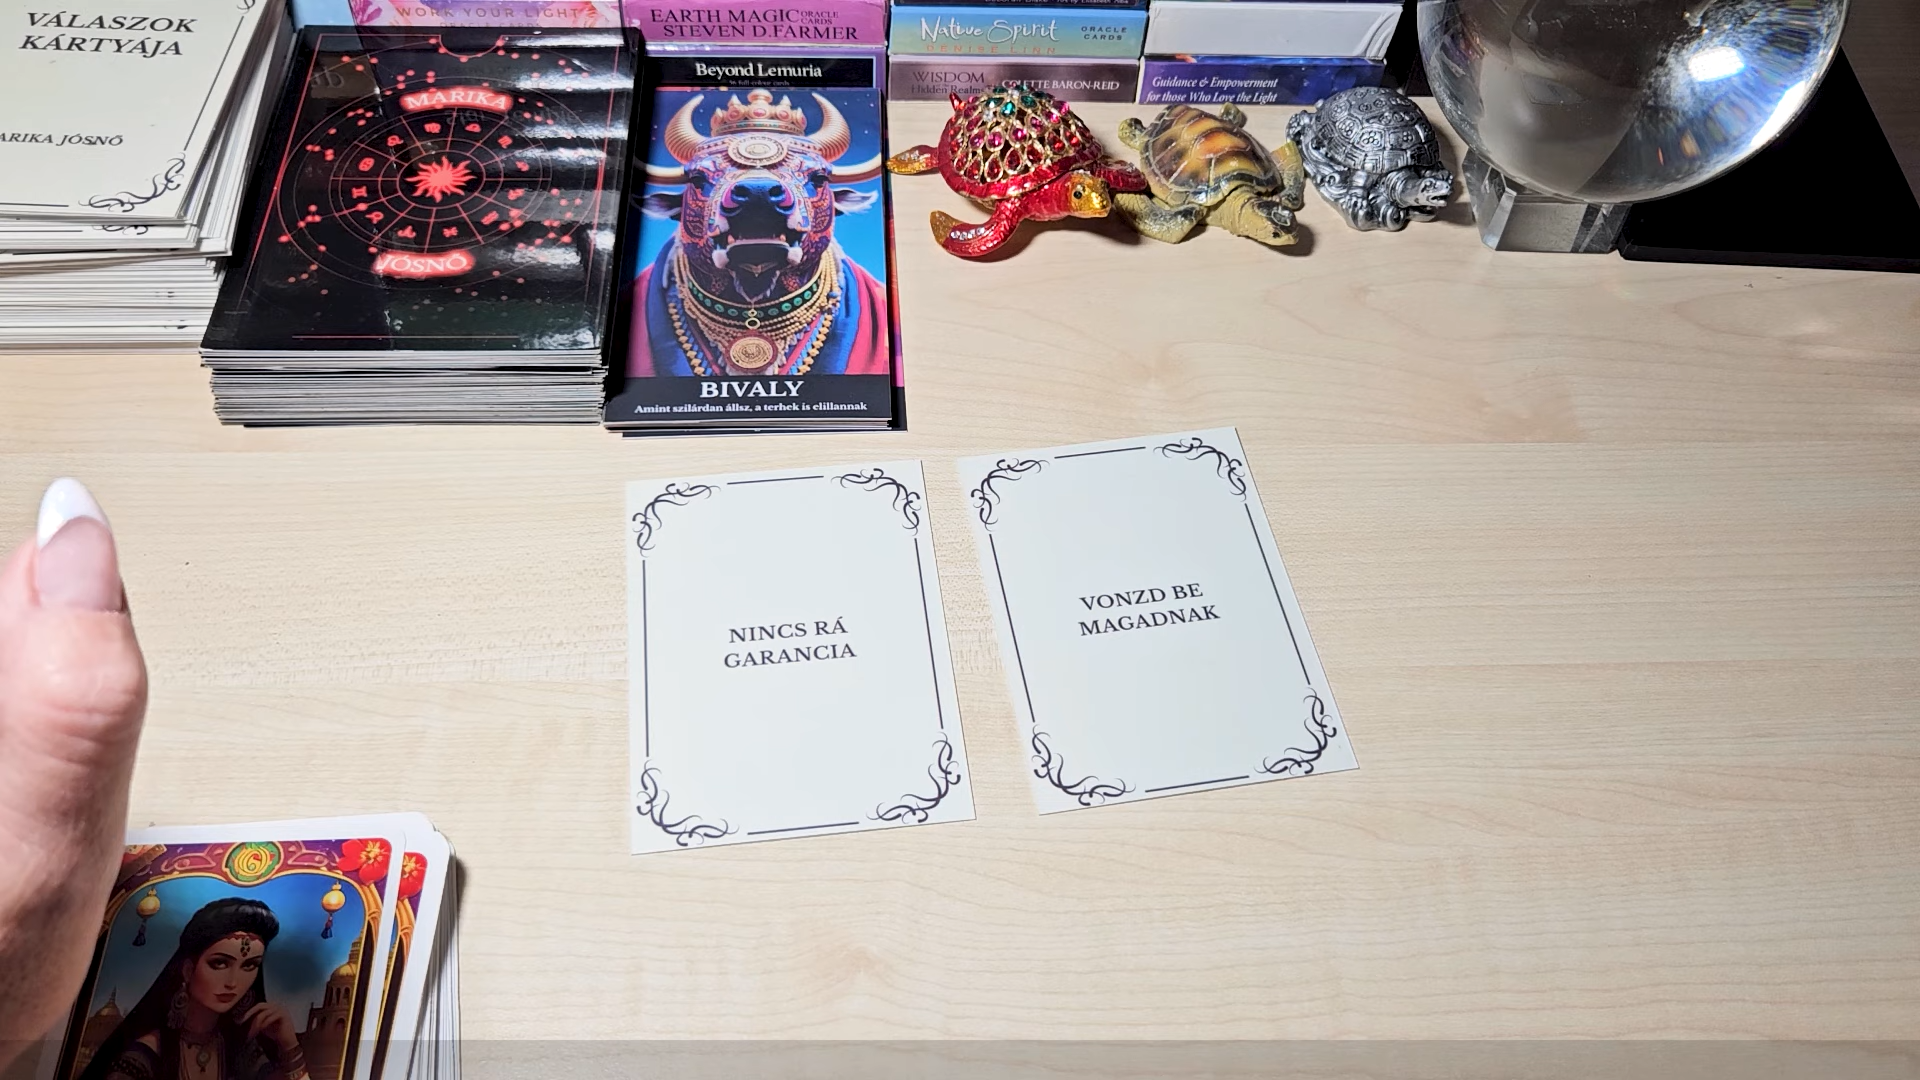 VÁLASZOK
KÁRTYÁJA
ARIKA JÓSNŐ
MARIKA
JÓSNŐ
WORK YOUR LIGHT
EARTH MAGIC ORACLE CARDS
STEVEN D. FARMER
Beyond Lemuria
BIVALY
Amint szilárdan állsz, a terhek is elillannak
Native Spirit
ORACLE
CARDS
DENISE LINN
WISDOM
Hidden Realms
COLETTE BARON-REID
Guidance & Empowerment
for those Who Love the Light
NINCS RÁ
GARANCIA
VONZD BE
MAGADNAK